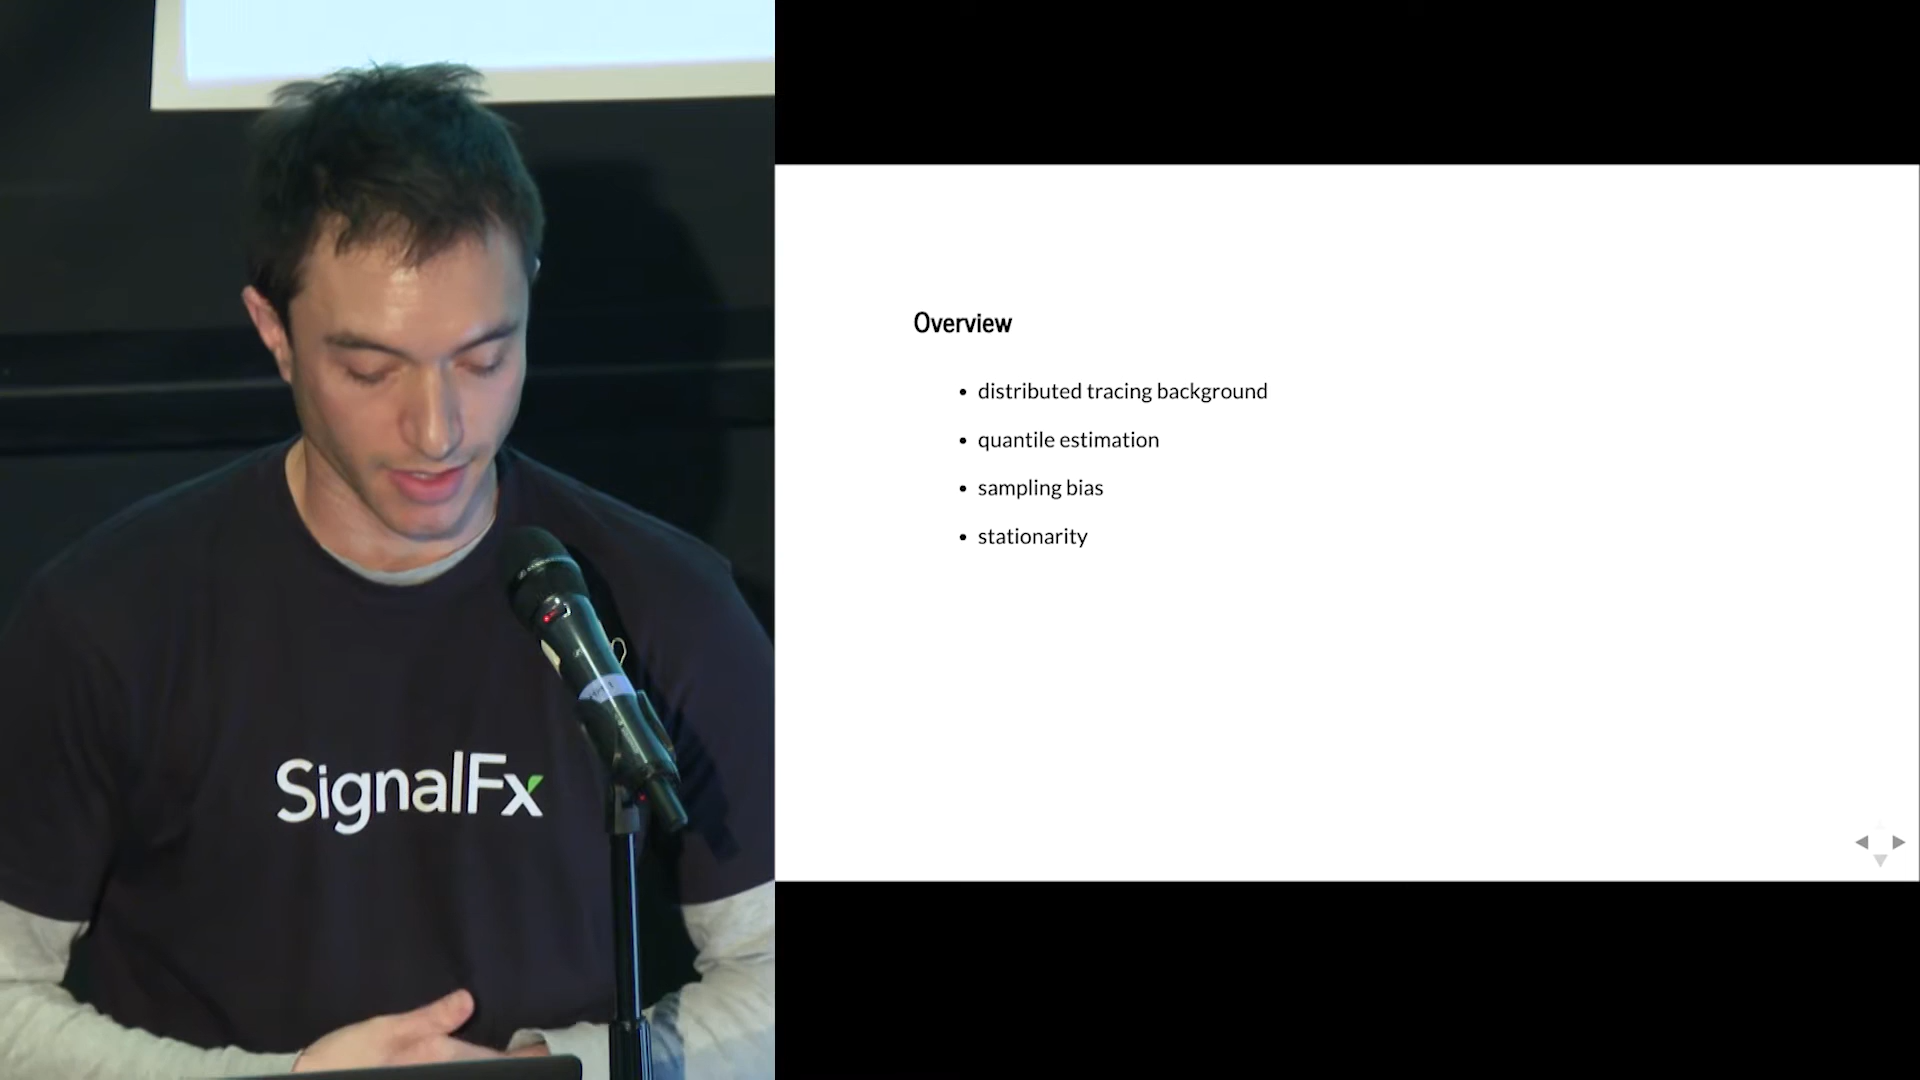 SignalFx
Overview
distributed tracing background
quantile estimation
sampling bias
stationarity